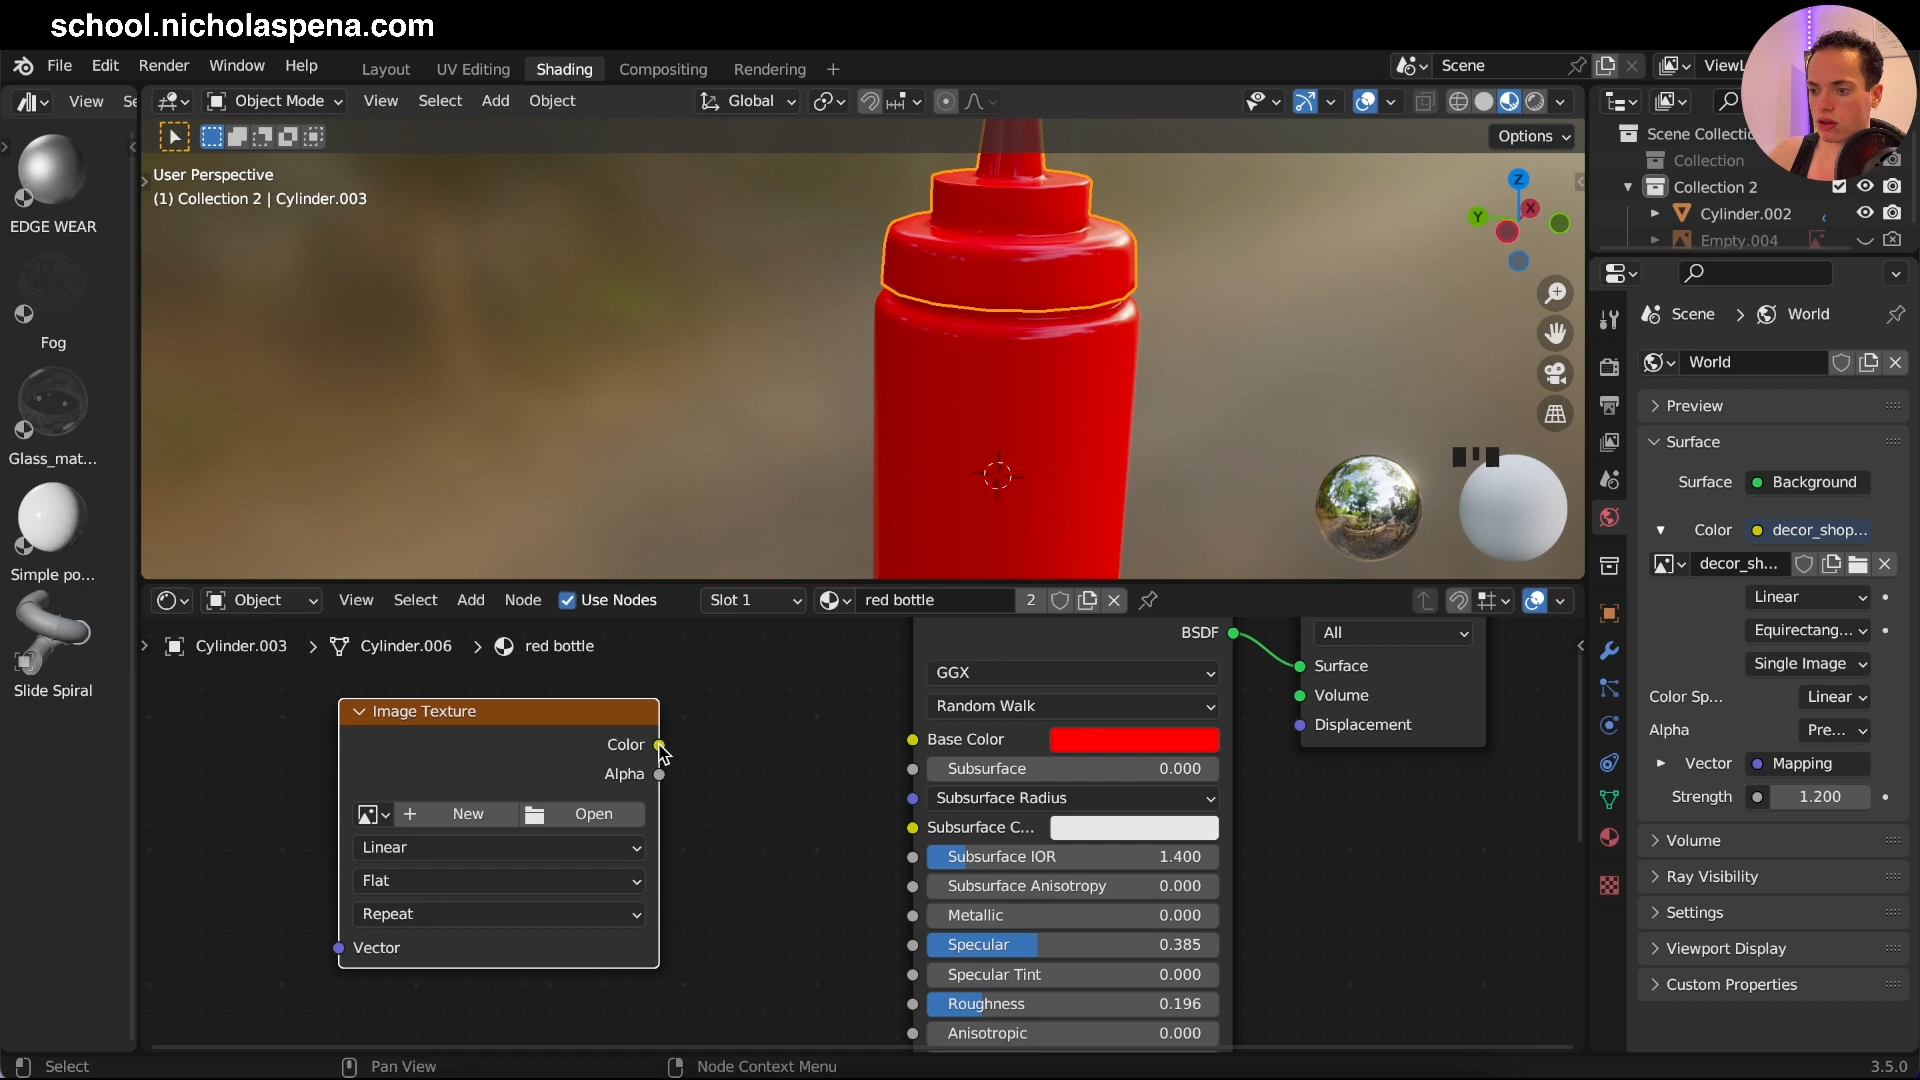 school.nicholaspena.com
File Edit Render Window Help
Layout UV Editing Shading Compositing Rendering
Scene
ViewL
View Se
Object Mode View Select Add Object
Global
Options
User Perspective
(1) Collection 2 | Cylinder.003
Z
Y X
EDGE WEAR
Fog
Glass_mat...
Simple po...
Slide Spiral
Scene Collectio
Collection
Collection 2
Cylinder.002
Empty.004
Scene > World
World
Preview
Surface
Surface Background
Color decor_shop...
decor_sh...
Linear
Equirectang...
Single Image
Color Sp... Linear
Alpha Pre...
Vector Mapping
Strength 1.200
Volume
Ray Visibility
Settings
Viewport Display
Custom Properties
Object View Select Add Node Use Nodes Slot 1 red bottle 2
Cylinder.003 > Cylinder.006 > red bottle
Image Texture
Color
Alpha
New Open
Linear
Flat
Repeat
Vector
BSDF
GGX
Random Walk
Base Color
Subsurface 0.000
Subsurface Radius
Subsurface C...
Subsurface IOR 1.400
Subsurface Anisotropy 0.000
Metallic 0.000
Specular 0.385
Specular Tint 0.000
Roughness 0.196
Anisotropic 0.000
All
Surface
Volume
Displacement
Select Pan View Node Context Menu 3.5.0